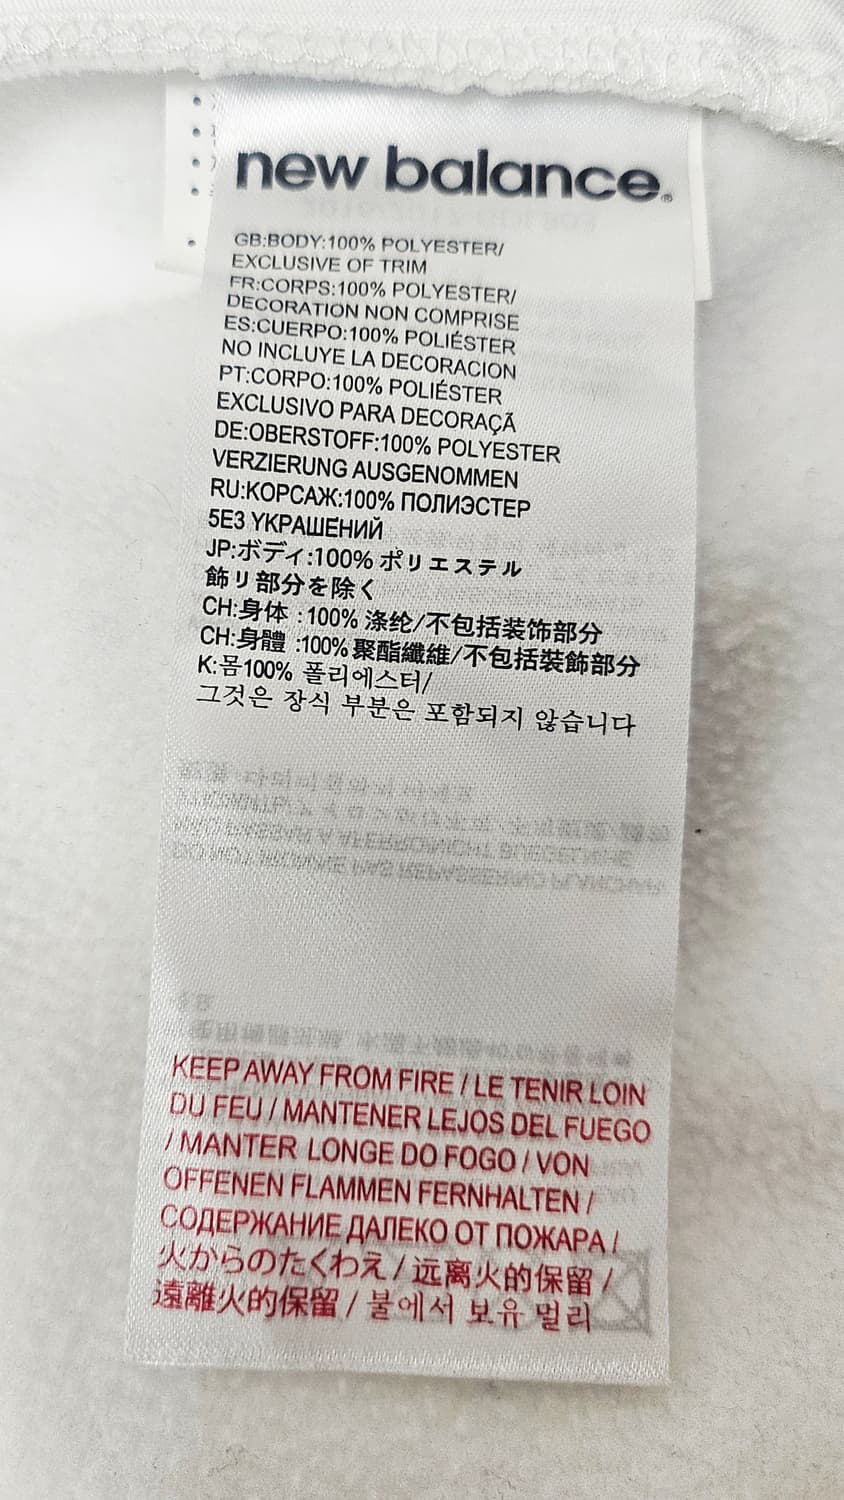 new balance®
GB:BODY:100% POLYESTER/
EXCLUSIVE OF TRIM
FR:CORPS:100% POLYESTER/
DECORATION NON COMPRISE
ES:CUERPO:100% POLIÉSTER
NO INCLUYE LA DECORACION
PT:CORPO:100% POLIÉSTER
EXCLUSIVO PARA DECORAÇÃ
DE:OBERSTOFF:100% POLYESTER
VERZIERUNG AUSGENOMMEN
RU:КОРСАЖ:100% ПОЛИЭСТЕР
5E3 УКРАШЕНИЙ
JP:ボディ:100% ポリエステル
飾り部分を除く
CH:身体 :100% 涤纶/不包括装饰部分
CH:身體 :100% 聚酯纖維/不包括裝飾部分
K:몸100% 폴리에스터/
그것은 장식 부분은 포함되지 않습니다
KEEP AWAY FROM FIRE / LE TENIR LOIN
DU FEU / MANTENER LEJOS DEL FUEGO
/ MANTER LONGE DO FOGO / VON
OFFENEN FLAMMEN FERNHALTEN /
СОДЕРЖАНИЕ ДАЛЕКО ОТ ПОЖАРА /
火からのたくわえ / 远离火的保留 /
遠離火的保留 / 불에서 보유 멀리